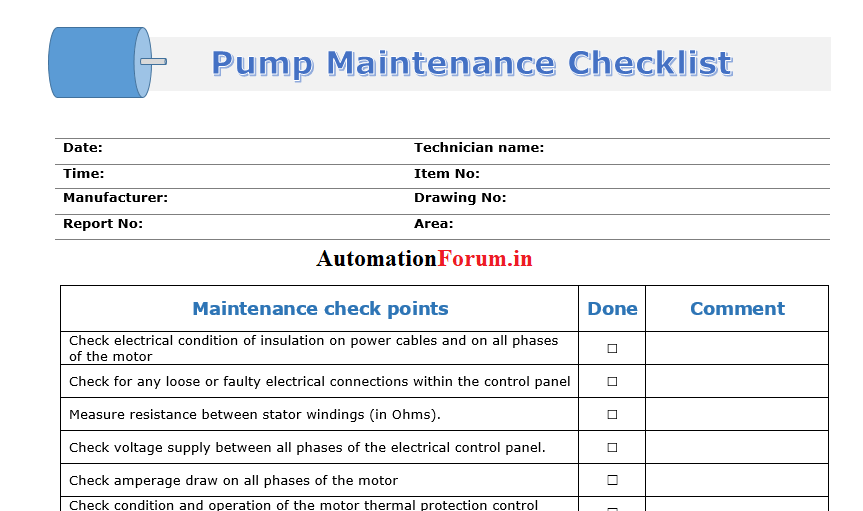 Pump Maintenance Checklist
Date: Technician name:
Time: Item No:
Manufacturer: Drawing No:
Report No: Area:
AutomationForum.in
Maintenance check points Done Comment
Check electrical condition of insulation on power cables and on all phases
of the motor
Check for any loose or faulty electrical connections within the control panel
Measure resistance between stator windings (in Ohms).
Check voltage supply between all phases of the electrical control panel.
Check amperage draw on all phases of the motor
Check condition and operation of the motor thermal protection control